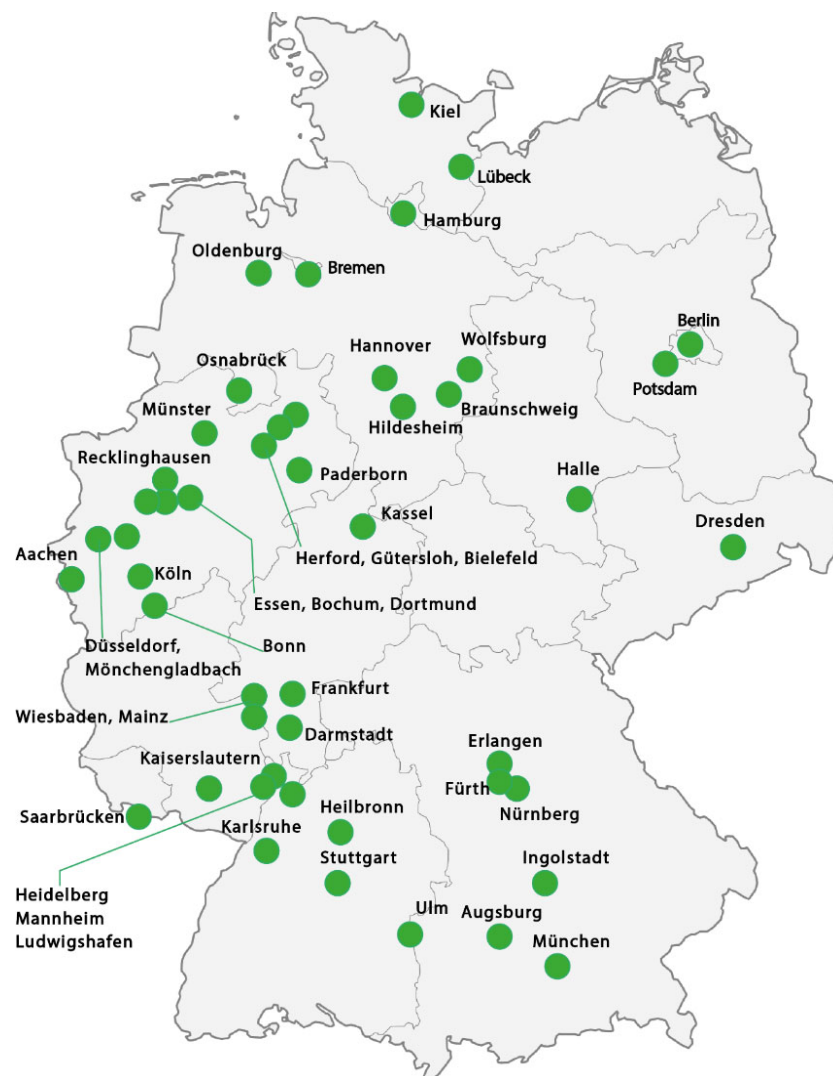 Kiel
Lübeck
Hamburg
Oldenburg
Bremen
Berlin
Wolfsburg
Hannover
Osnabrück
Potsdam
Münster
Braunschweig
Hildesheim
Recklinghausen
Paderborn
Halle
Kassel
Dresden
Aachen
Herford, Gütersloh, Bielefeld
Köln
Essen, Bochum, Dortmund
Düsseldorf,
Mönchengladbach
Bonn
Frankfurt
Wiesbaden, Mainz
Darmstadt
Erlangen
Kaiserslautern
Fürth
Nürnberg
Heilbronn
Saarbrücken
Karlsruhe
Stuttgart
Ingolstadt
Heidelberg
Mannheim
Ludwigshafen
Ulm
Augsburg
München